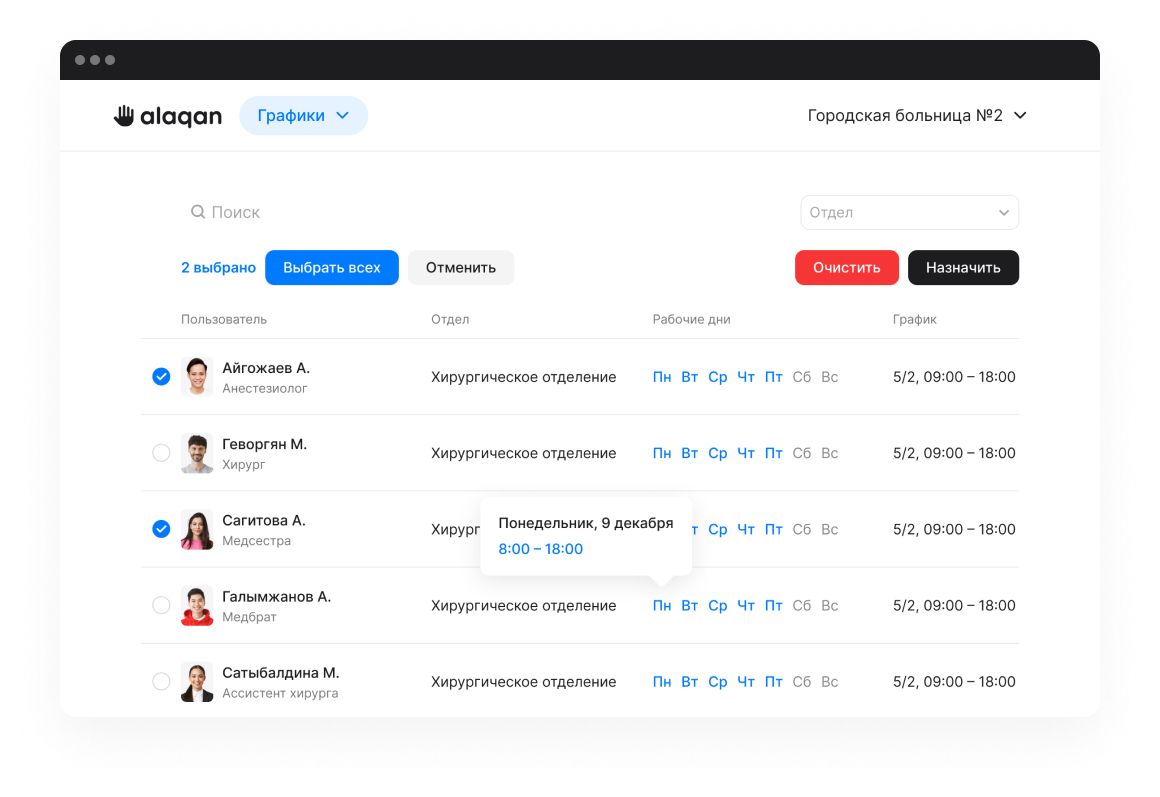 alaqan Графики Городская больница №2
Поиск Отдел
2 выбрано Выбрать всех Отменить Очистить Назначить
Пользователь Отдел Рабочие дни График
Айгожаев А.
Анестезиолог
Хирургическое отделение Пн Вт Ср Чт Пт Сб Вс 5/2, 09:00 – 18:00
Геворгян М.
Хирург
Хирургическое отделение Пн Вт Ср Чт Пт Сб Вс 5/2, 09:00 – 18:00
Сагитова А.
Медсестра
Ср Чт Пт Сб Вс 5/2, 09:00 – 18:00
Понедельник, 9 декабря
8:00 – 18:00
Галымжанов А.
Медбрат
Хирургическое отделение Пн Вт Ср Чт Пт Сб Вс 5/2, 09:00 – 18:00
Сатыбалдина М.
Ассистент хирурга
Хирургическое отделение Пн Вт Ср Чт Пт Сб Вс 5/2, 09:00 – 18:00